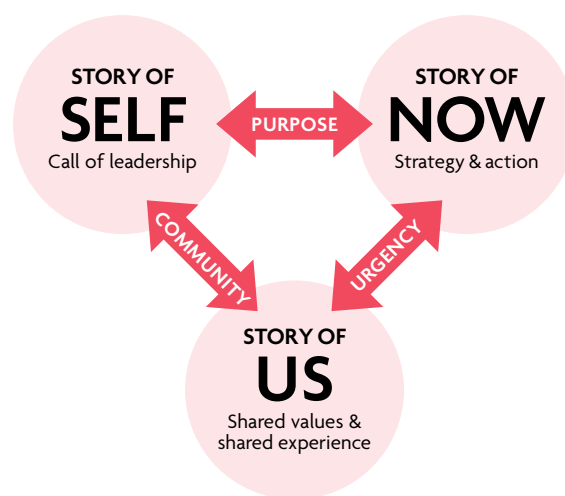 STORY OF
SELF
Call of leadership
PURPOSE
STORY OF
NOW
Strategy & action
COMMUNITY
URGENCY
STORY OF
US
Shared values &
shared experience